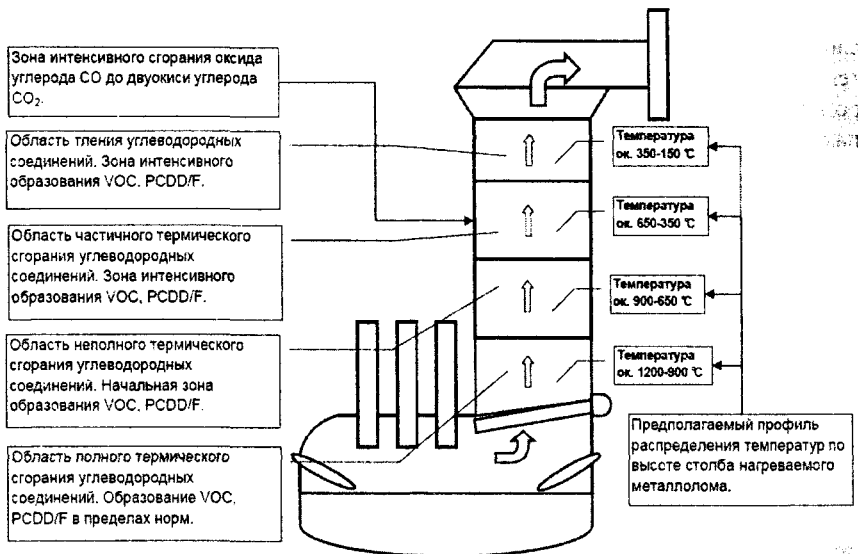 Зона интенсивного сгорания оксида
углерода СО до двуокиси углерода
CO₂.
Область тления углеводородных
соединений. Зона интенсивного
образования VOC, PCDD/F.
Область частичного термического
сгорания углеводородных
соединений. Зона интенсивного
образования VOC, PCDD/F.
Область неполного термического
сгорания углеводородных
соединений. Начальная зона
образования VOC, PCDD/F.
Область полного термического
сгорания углеводородных
соединений. Образование VOC,
PCDD/F в пределах норм.
Температура
ок. 350-150 ℃
Температура
ок. 650-350 ℃
Температура
ок. 900-650 ℃
Температура
ок. 1200-900 ℃
Предполагаемый профиль
распределения температур по
высоте столба нагреваемого
металлолома.